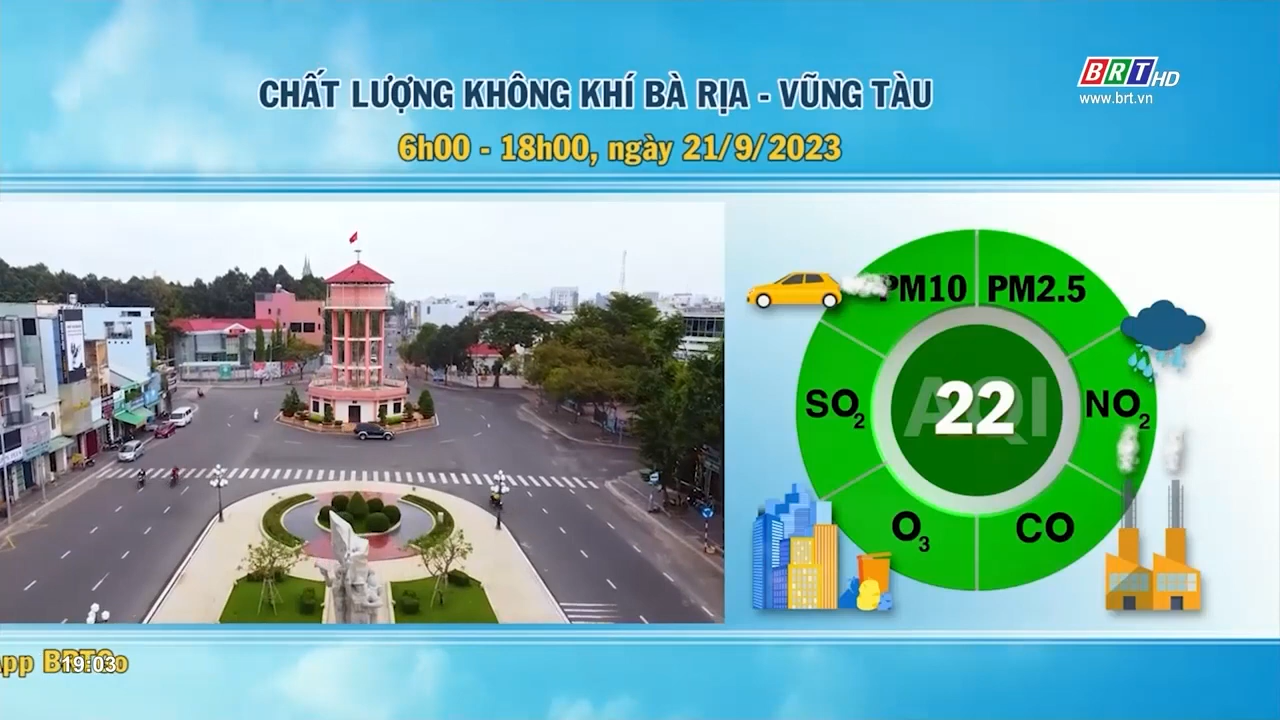 CHẤT LƯỢNG KHÔNG KHÍ BÀ RỊA - VŨNG TÀU
6h00 - 18h00, ngày 21/9/2023
BRT HD
www.brt.vn
PM10
PM2.5
SO2
NO2
AQI
22
O3
CO
19:03